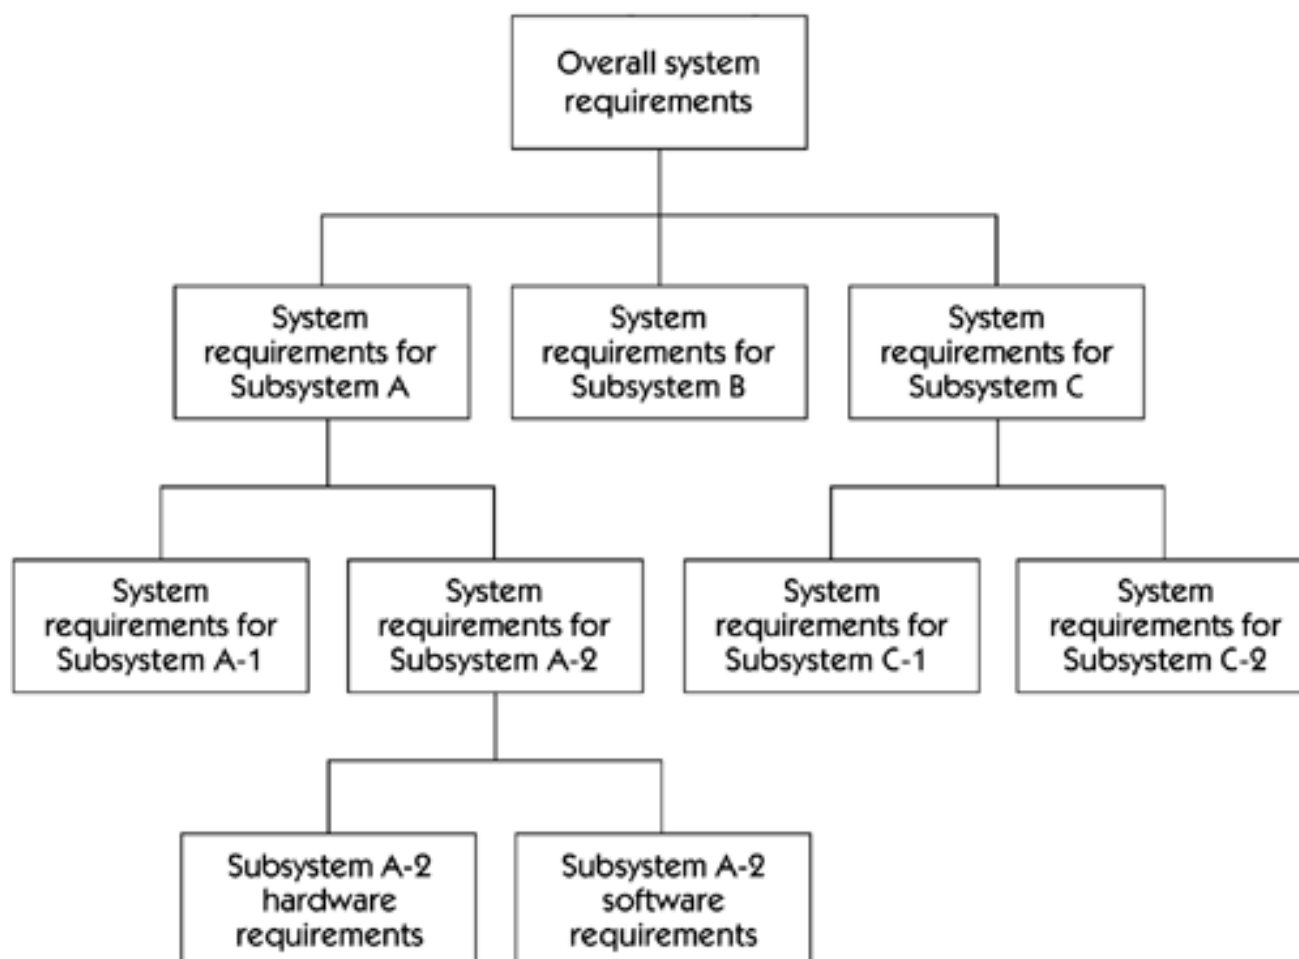 Overall system
requirements
System
requirements for
Subsystem A
System
requirements for
Subsystem B
System
requirements for
Subsystem C
System
requirements for
Subsystem A-1
System
requirements for
Subsystem A-2
System
requirements for
Subsystem C-1
System
requirements for
Subsystem C-2
Subsystem A-2
hardware
requirements
Subsystem A-2
software
requirements